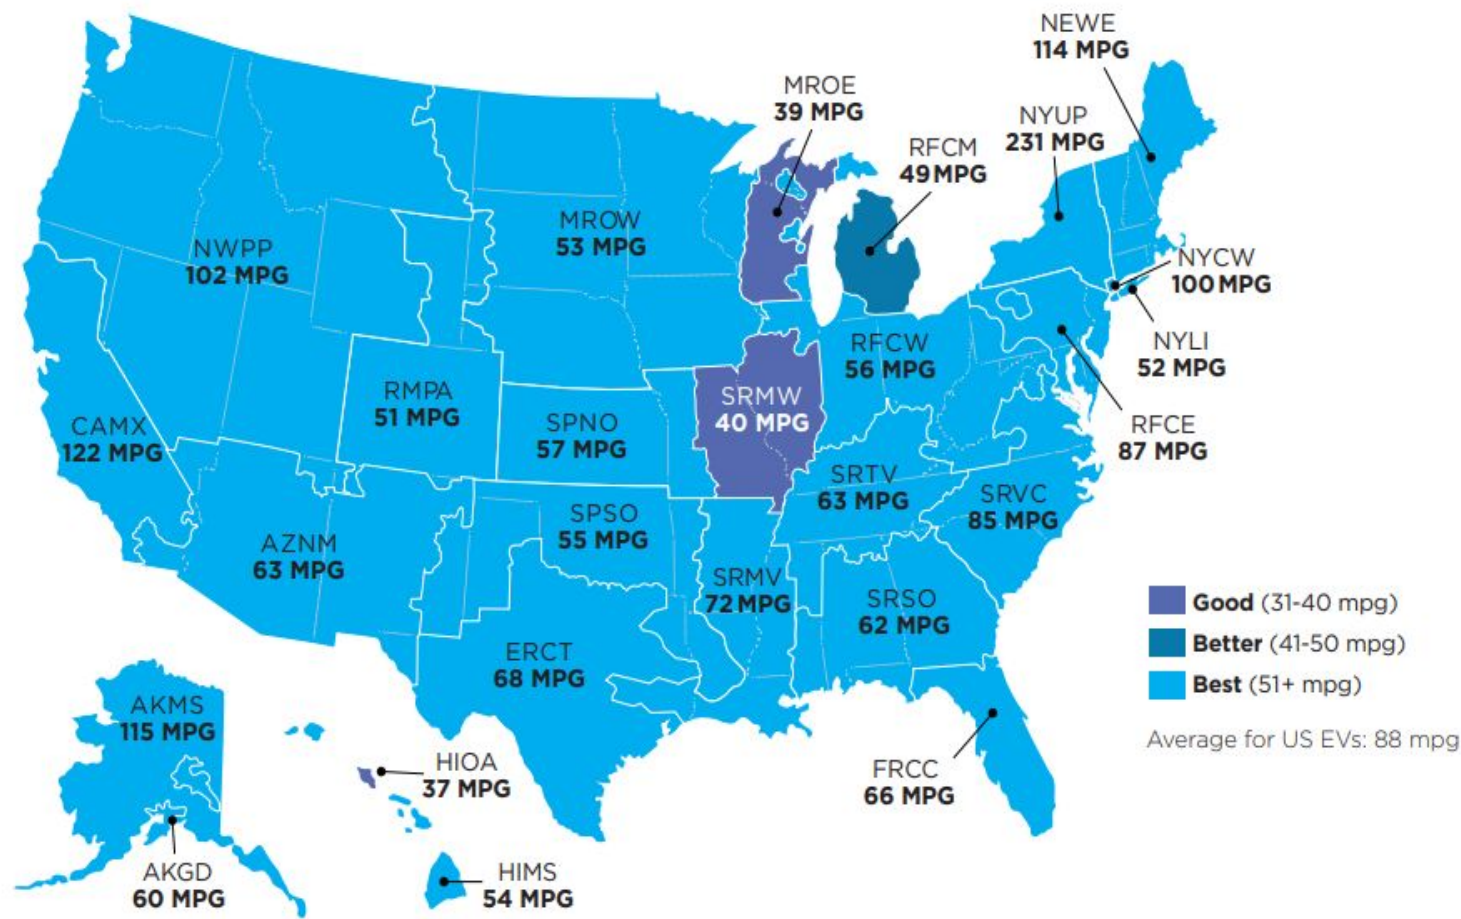 NEWE
114 MPG
MROE
39 MPG
NYUP
231 MPG
RFCM
49 MPG
MROW
53 MPG
NWPP
102 MPG
NYCW
100 MPG
NYLI
52 MPG
RFCW
56 MPG
RMPA
51 MPG
SRMW
40 MPG
SPNO
57 MPG
CAMX
122 MPG
RFCE
87 MPG
SRTV
63 MPG
SRVC
85 MPG
SPSO
55 MPG
AZNM
63 MPG
SRMV
72 MPG
SRSO
62 MPG
ERCT
68 MPG
Good (31-40 mpg)
Better (41-50 mpg)
Best (51+ mpg)
Average for US EVs: 88 mpg
AKMS
115 MPG
HIOA
37 MPG
FRCC
66 MPG
AKGD
60 MPG
HIMS
54 MPG